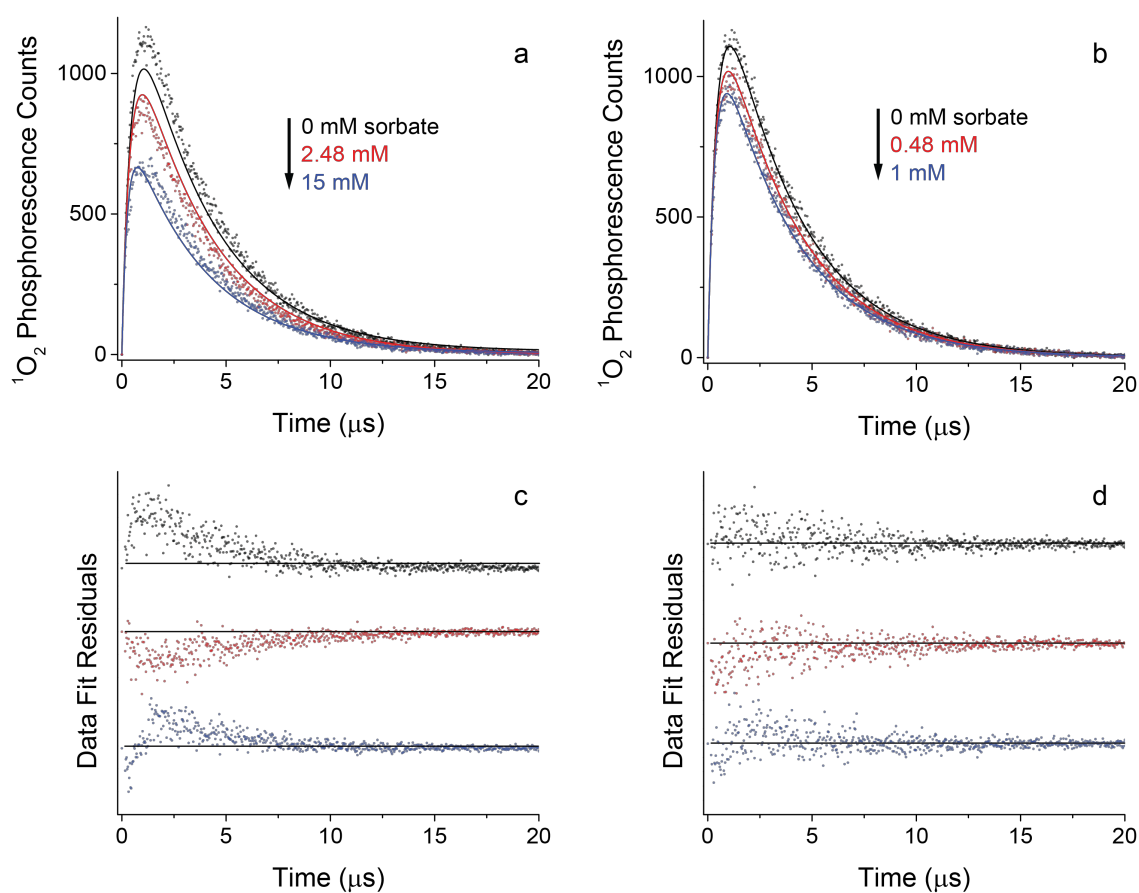 a
1000
500
0
¹O₂ Phosphorescence Counts
0 mM sorbate
2.48 mM
15 mM
0 5 10 15 20
Time (μs)
b
1000
500
0
¹O₂ Phosphorescence Counts
0 mM sorbate
0.48 mM
1 mM
0 5 10 15 20
Time (μs)
c
Data Fit Residuals
0 5 10 15 20
Time (μs)
d
Data Fit Residuals
0 5 10 15 20
Time (μs)